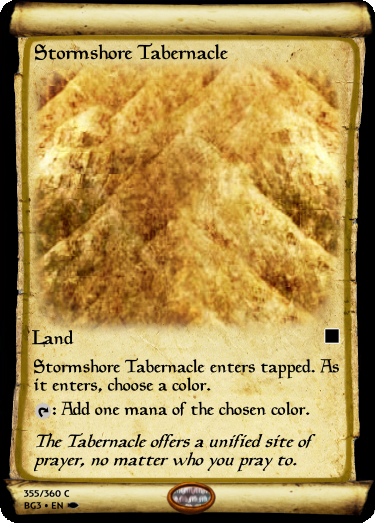 Stormshore Tabernacle
Land
Stormshore Tabernacle enters tapped. As
it enters, choose a color.
: Add one mana of the chosen color.
The Tabernacle offers a unified site of
prayer, no matter who you pray to.
355/360 C
BG3 • EN